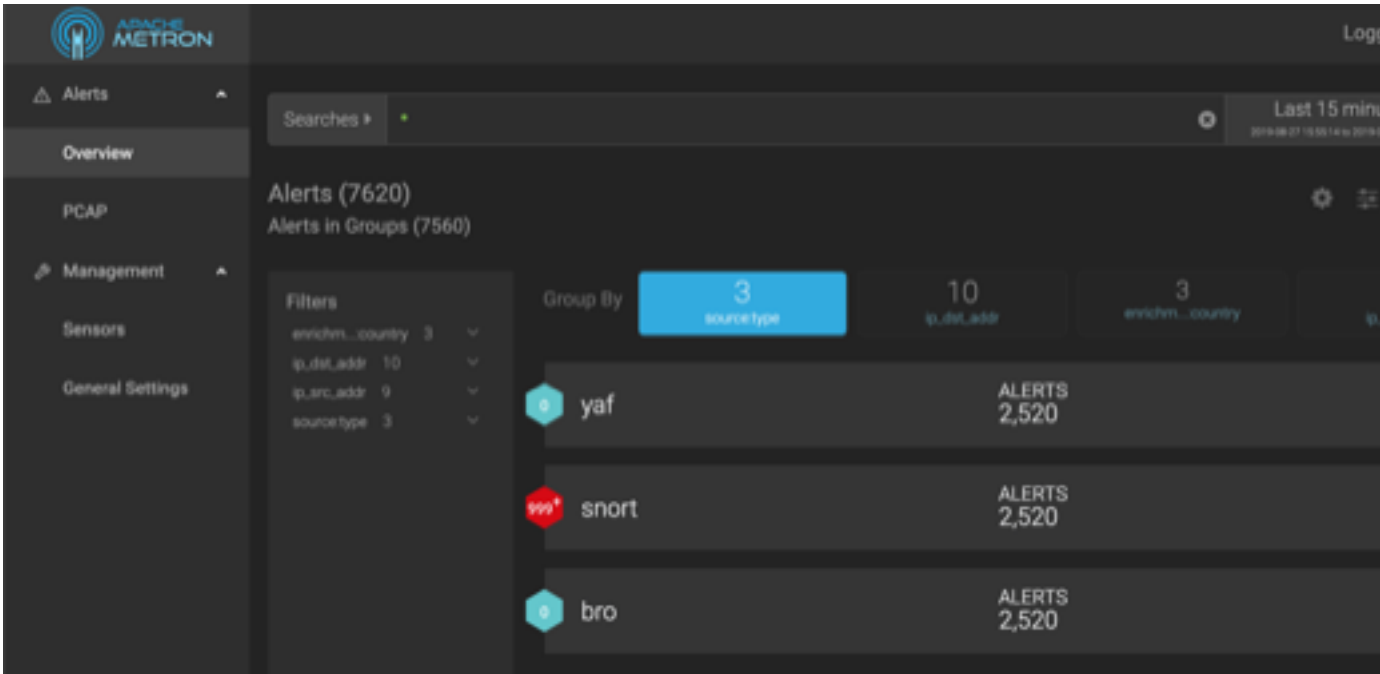 APACHE
METRON
Logg
Alerts
Overview
PCAP
Management
Sensors
General Settings
Searches
*
Last 15 minu
Alerts (7620)
Alerts in Groups (7560)
Filters
enrichm...:country 3
ip_dst_addr 10
ip_src_addr 9
source:type 3
Group By
3
source:type
10
ip_dst_addr
3
enrichm...:country
ip_
0
yaf
ALERTS
2,520
999+
snort
ALERTS
2,520
0
bro
ALERTS
2,520